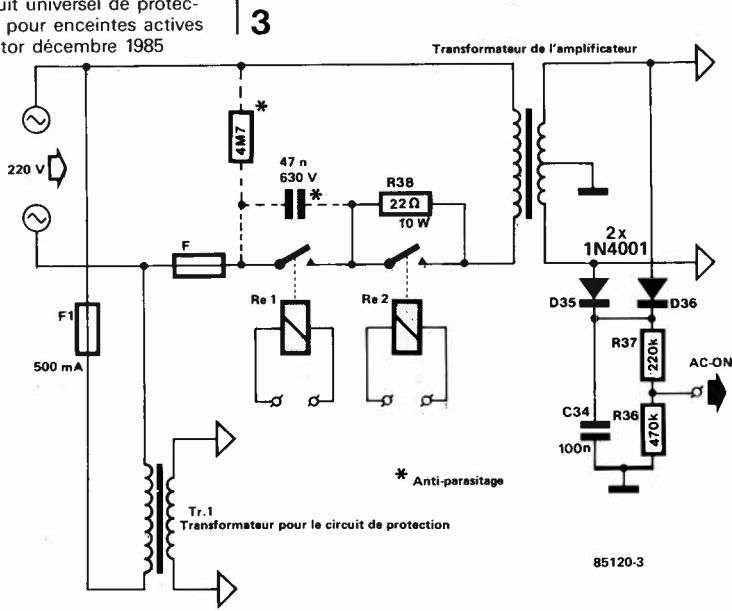 uit universel de protec-
pour enceintes actives
tor décembre 1985
3
Transformateur de l'amplificateur
*
4M7
47 n
630 V
*
R38
22Ω
10 W
220 V
F
2x
1N4001
Re 1
Re 2
D35
D36
F1
500 mA
R37
220k
AC-ON
C34
100n
R36
470k
* Anti-parasitage
Tr.1
Transformateur pour le circuit de protection
85120-3